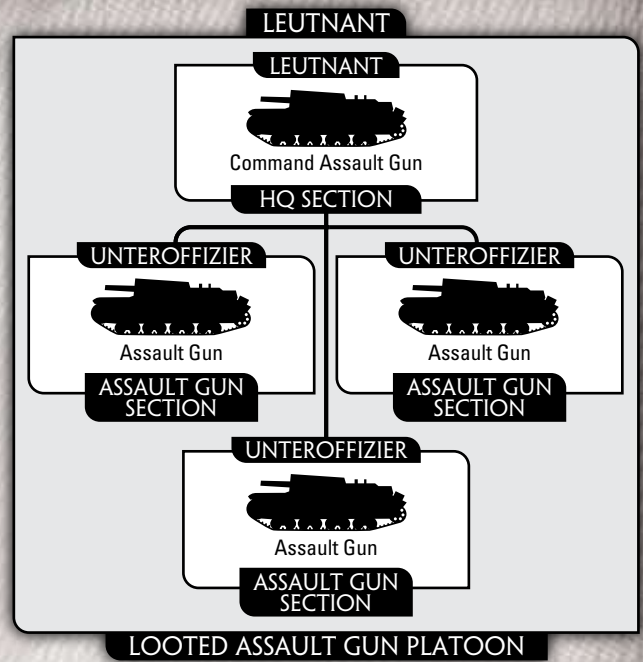 LEUTNANT
LEUTNANT
Command Assault Gun
HQ SECTION
UNTEROFFIZIER
Assault Gun
ASSAULT GUN
SECTION
UNTEROFFIZIER
Assault Gun
ASSAULT GUN
SECTION
UNTEROFFIZIER
Assault Gun
ASSAULT GUN
SECTION
LOOTED ASSAULT GUN PLATOON